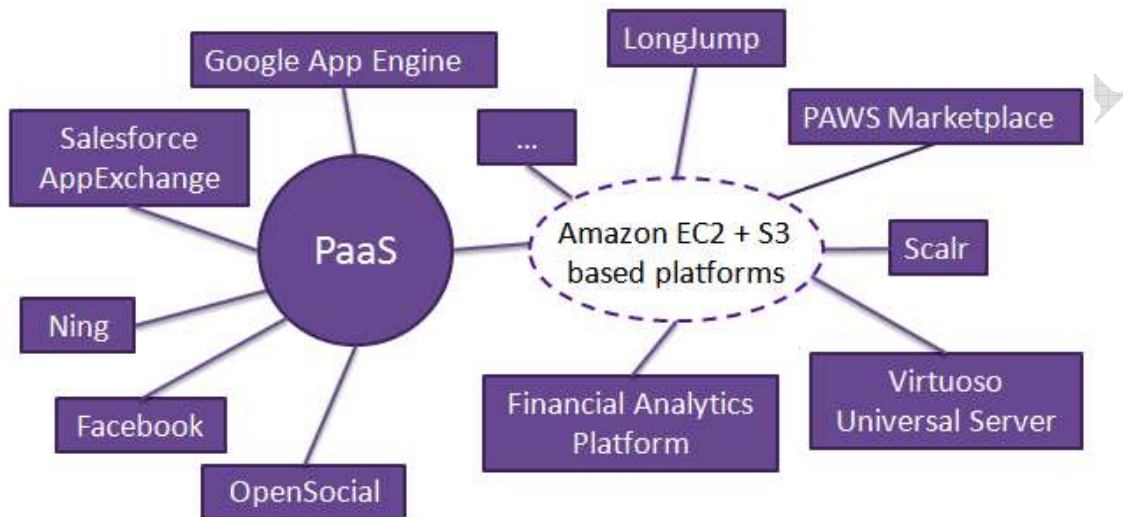 LongJump
Google App Engine
PAWS Marketplace
Salesforce
AppExchange
...
PaaS
Amazon EC2 + S3
based platforms
Scalr
Ning
Facebook
OpenSocial
Financial Analytics
Platform
Virtuoso
Universal Server